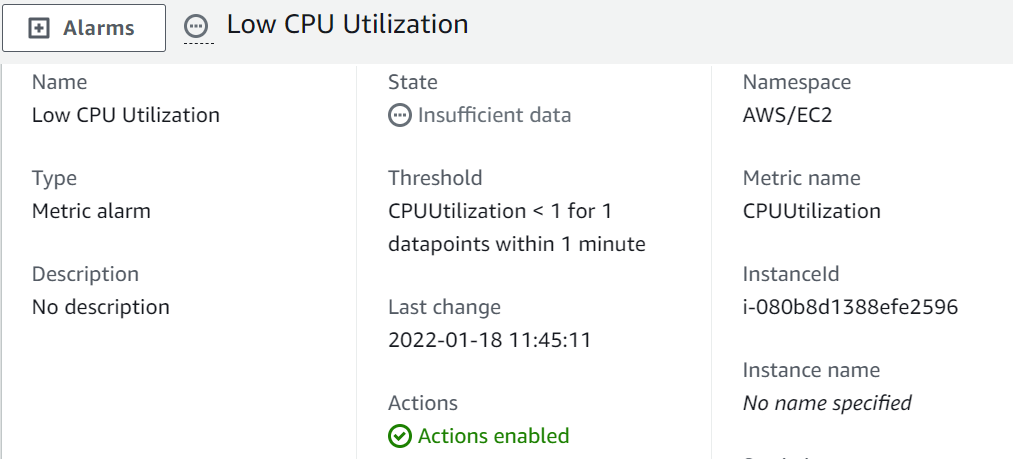 Alarms
Low CPU Utilization
Name
Low CPU Utilization
Type
Metric alarm
Description
No description
State
Insufficient data
Threshold
CPUUtilization < 1 for 1
datapoints within 1 minute
Last change
2022-01-18 11:45:11
Actions
Actions enabled
Namespace
AWS/EC2
Metric name
CPUUtilization
InstanceId
i-080b8d1388efe2596
Instance name
No name specified